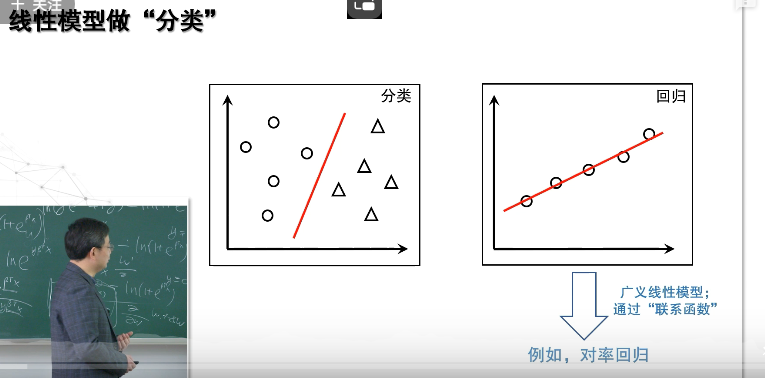 关注
线性模型做“分类”
分类
回归
广义线性模型；
通过“联系函数”
例如，对率回归